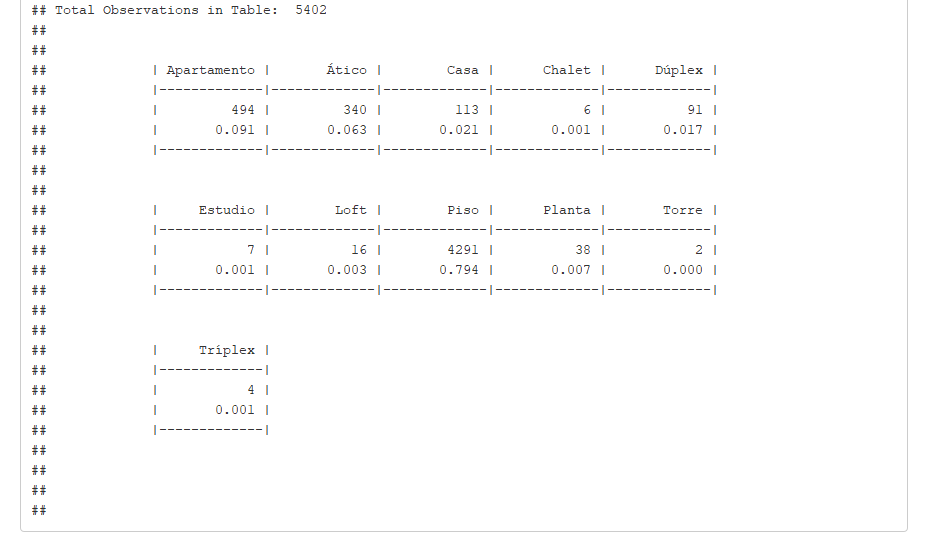 ## Total Observations in Table:  5402
##
##
##              | Apartamento |       Ático |        Casa |      Chalet |      Dúplex |
##              |-------------|-------------|-------------|-------------|-------------|
##              |         494 |         340 |         113 |           6 |          91 |
##              |       0.091 |       0.063 |       0.021 |       0.001 |       0.017 |
##              |-------------|-------------|-------------|-------------|-------------|
##
##
##              |     Estudio |        Loft |        Piso |      Planta |       Torre |
##              |-------------|-------------|-------------|-------------|-------------|
##              |           7 |          16 |        4291 |          38 |           2 |
##              |       0.001 |       0.003 |       0.794 |       0.007 |       0.000 |
##              |-------------|-------------|-------------|-------------|-------------|
##
##
##              |     Tríplex |
##              |-------------|
##              |           4 |
##              |       0.001 |
##              |-------------|
##
##
##
##